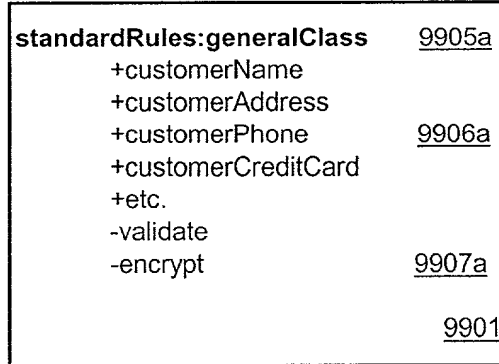 standardRules:generalClass 9905a
+customerName
+customerAddress
+customerPhone 9906a
+customerCreditCard
+etc.
-validate
-encrypt 9907a
9901